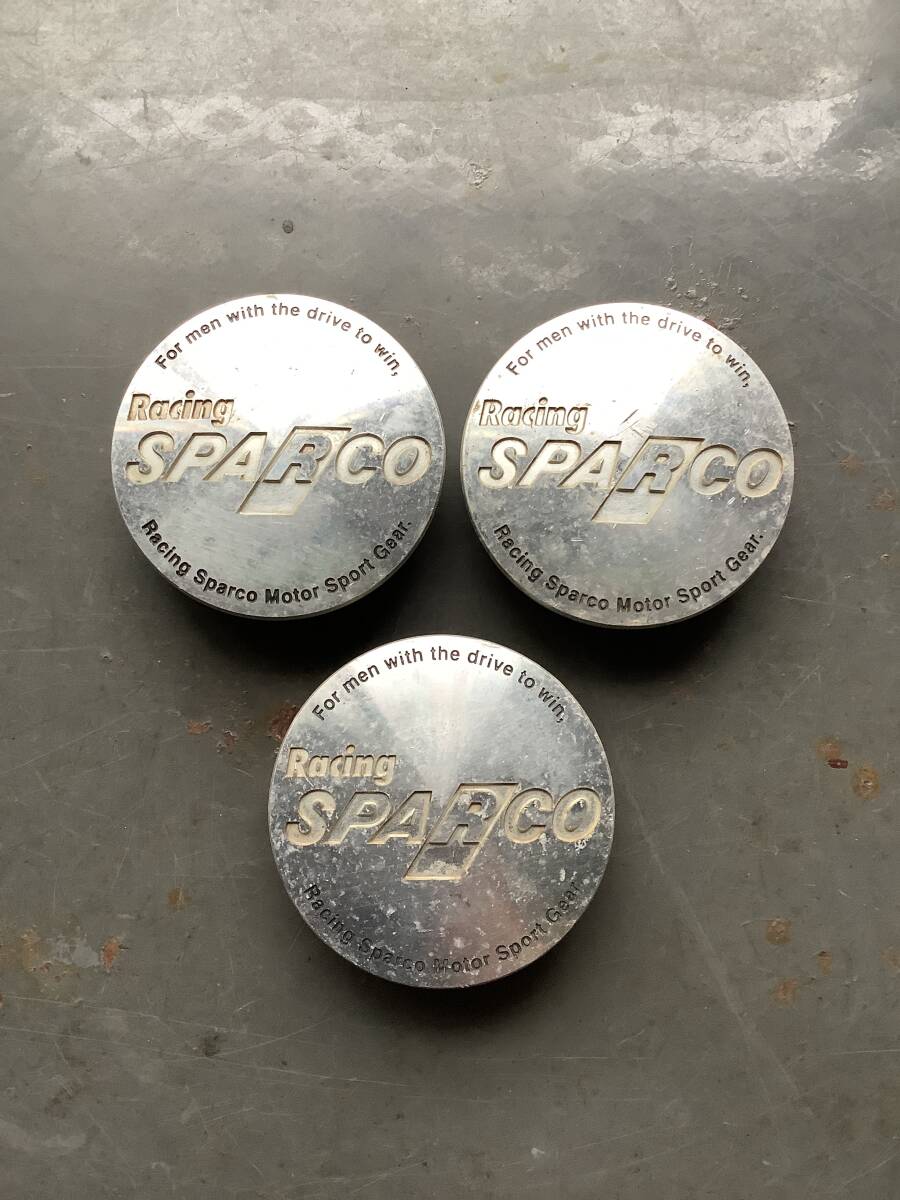 For men with the drive to win,
Racing
SPARCO
Racing Sparco Motor Sport Gear.
For men with the drive to win,
Racing
SPARCO
Racing Sparco Motor Sport Gear.
For men with the drive to win,
Racing
SPARCO
Racing Sparco Motor Sport Gear.